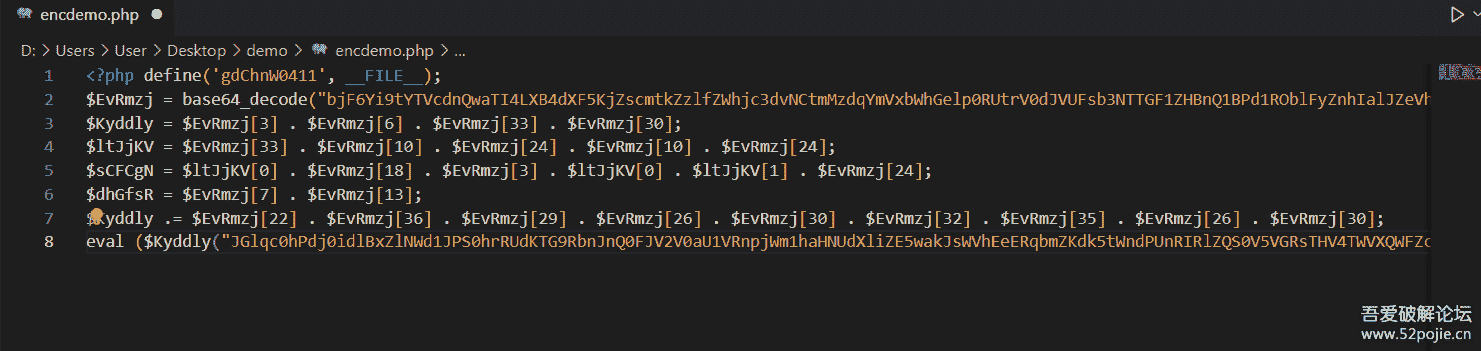 encdemo.php
D: > Users > User > Desktop > demo > encdemo.php > ...
1 <?php define('gdChnW0411', __FILE__);
2 $EvRmzj = base64_decode("bjF6Yi9tYTVcdnQwaTI4LXB4dXF5KjZscmtkZzlfZWhjc3dvNCtmMzdqYmVxbWhGelp0RUtrV0dJVUFsb3NTTGF1ZHBnQ1BPd1ROblFyZnhIalJZeVh
3 $Kyddly = $EvRmzj[3] . $EvRmzj[6] . $EvRmzj[33] . $EvRmzj[30];
4 $ltJjKV = $EvRmzj[33] . $EvRmzj[10] . $EvRmzj[24] . $EvRmzj[10] . $EvRmzj[24];
5 $sCFCgN = $ltJjKV[0] . $EvRmzj[18] . $EvRmzj[3] . $ltJjKV[0] . $ltJjKV[1] . $EvRmzj[24];
6 $dhGfsR = $EvRmzj[7] . $EvRmzj[13];
7 $Kyddly .= $EvRmzj[22] . $EvRmzj[36] . $EvRmzj[29] . $EvRmzj[26] . $EvRmzj[30] . $EvRmzj[32] . $EvRmzj[35] . $EvRmzj[26] . $EvRmzj[30];
8 eval ($Kyddly("JGlqc0hPdj0idlBxZlNWd1JPS0hrRUdKTG9RbnJnQ0FJV2V0aU1VRnpjWm1haHNUdXliZE5wakJsWVhEeERqbmZKdk5tWndPUnRIRlZQS0V5VGRsTHV4TWVXQWFZc
吾爱破解论坛
www.52pojie.cn